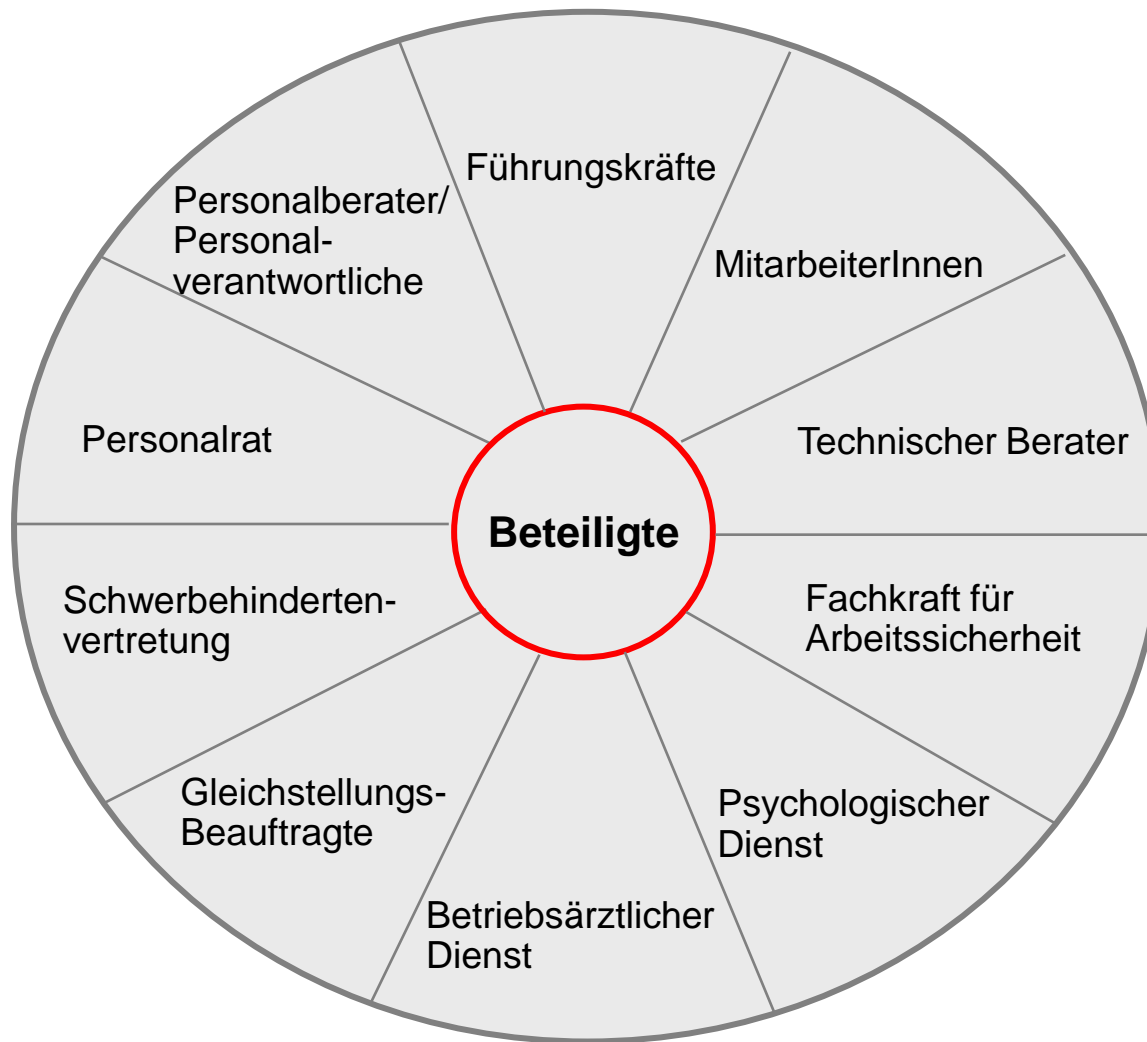 Führungskräfte
Personalberater/
Personal-
verantwortliche
MitarbeiterInnen
Personalrat
Technischer Berater
Beteiligte
Schwerbehinderten-
vertretung
Fachkraft für
Arbeitssicherheit
Gleichstellungs-
Beauftragte
Psychologischer
Dienst
Betriebsärztlicher
Dienst